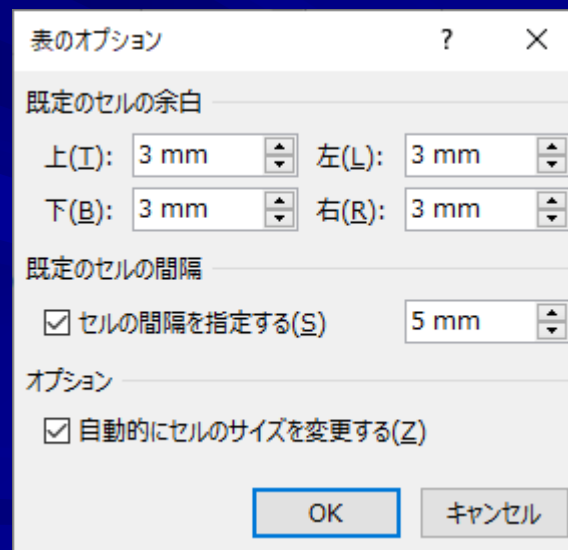 表のオプション ?
既定のセルの余白
上(T): 3 mm 左(L): 3 mm
下(B): 3 mm 右(R): 3 mm
既定のセルの間隔
セルの間隔を指定する(S) 5 mm
オプション
自動的にセルのサイズを変更する(Z)
OK キャンセル